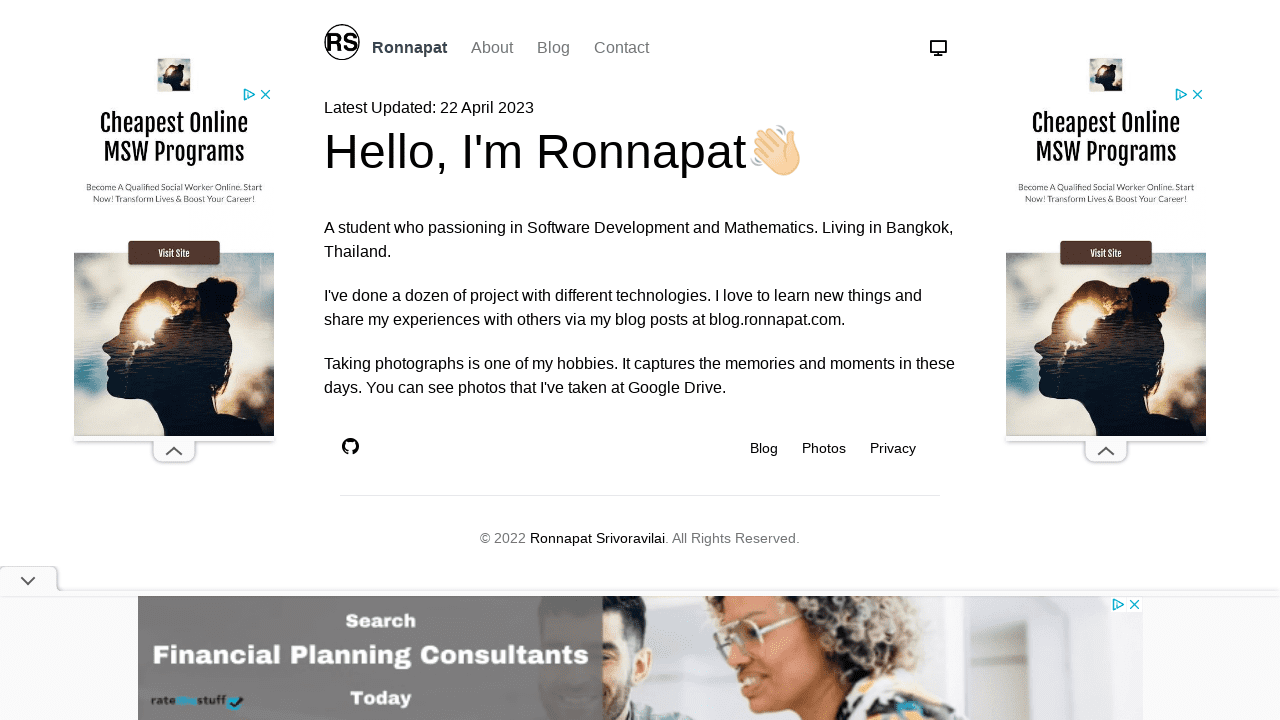 RS
Ronnapat
About
Blog
Contact
Latest Updated: 22 April 2023
Hello, I'm Ronnapat👋🏼
A student who passioning in Software Development and Mathematics. Living in Bangkok,
Thailand.
I've done a dozen of project with different technologies. I love to learn new things and
share my experiences with others via my blog posts at blog.ronnapat.com.
Taking photographs is one of my hobbies. It captures the memories and moments in these
days. You can see photos that I've taken at Google Drive.
Blog
Photos
Privacy
© 2022 Ronnapat Srivoravilai. All Rights Reserved.
Cheapest Online
MSW Programs
Become A Qualified Social Worker Online. Start
Now! Transform Lives & Boost Your Career!
Visit Site
Cheapest Online
MSW Programs
Become A Qualified Social Worker Online. Start
Now! Transform Lives & Boost Your Career!
Visit Site
Search
Financial Planning Consultants
Today